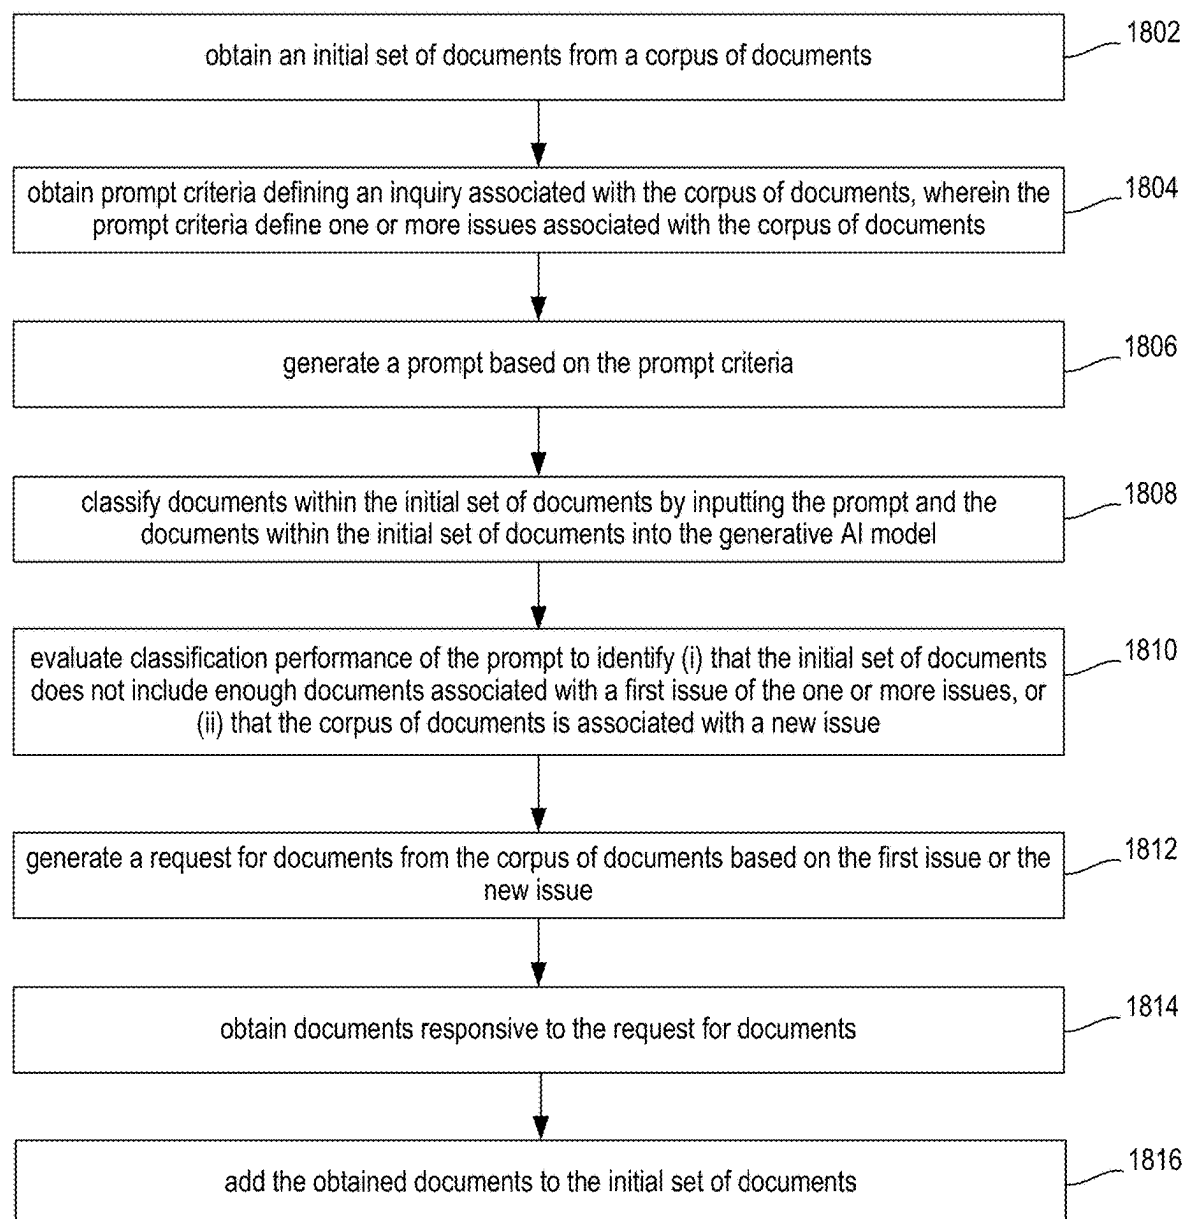 obtain an initial set of documents from a corpus of documents
1802
obtain prompt criteria defining an inquiry associated with the corpus of documents, wherein the
prompt criteria define one or more issues associated with the corpus of documents
1804
generate a prompt based on the prompt criteria
1806
classify documents within the initial set of documents by inputting the prompt and the
documents within the initial set of documents into the generative AI model
1808
evaluate classification performance of the prompt to identify (i) that the initial set of documents
does not include enough documents associated with a first issue of the one or more issues, or
(ii) that the corpus of documents is associated with a new issue
1810
generate a request for documents from the corpus of documents based on the first issue or the
new issue
1812
obtain documents responsive to the request for documents
1814
add the obtained documents to the initial set of documents
1816